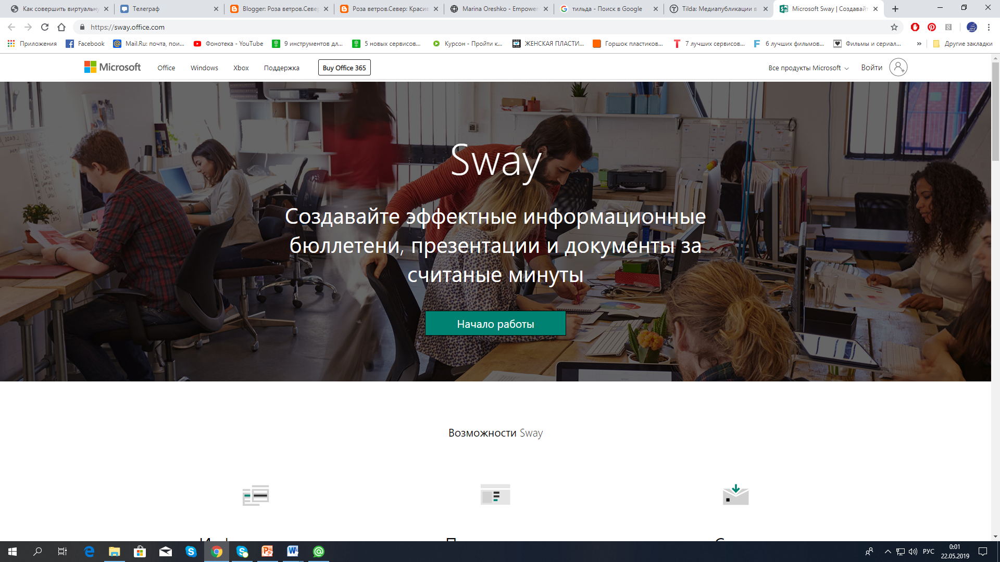 Как совершить виртуальну
Телеграф
Blogger: Роза ветров.Север
Роза ветров.Север: Красив
Marina Oreshko - Empower
тильда - Поиск в Google
Tilda: Медиапубликации в
Microsoft Sway | Создавайт
https://sway.office.com
Приложения
Facebook
Mail.Ru: почта, пои...
Фонотека - YouTube
9 инструментов дл...
5 новых сервисов...
Курсон - Пройти к...
ЖЕНСКАЯ ПЛАСТИ...
Горшок пластиков...
7 лучших сервисов...
6 лучших фильмов...
Фильмы и сериал...
»
Другие закладки
Microsoft
Office
Windows
Xbox
Поддержка
Buy Office 365
Все продукты Microsoft
Войти
Sway
Создавайте эффектные информационные
бюллетени, презентации и документы за
считаные минуты
Начало работы
Возможности Sway
РУС
0:01
22.05.2019